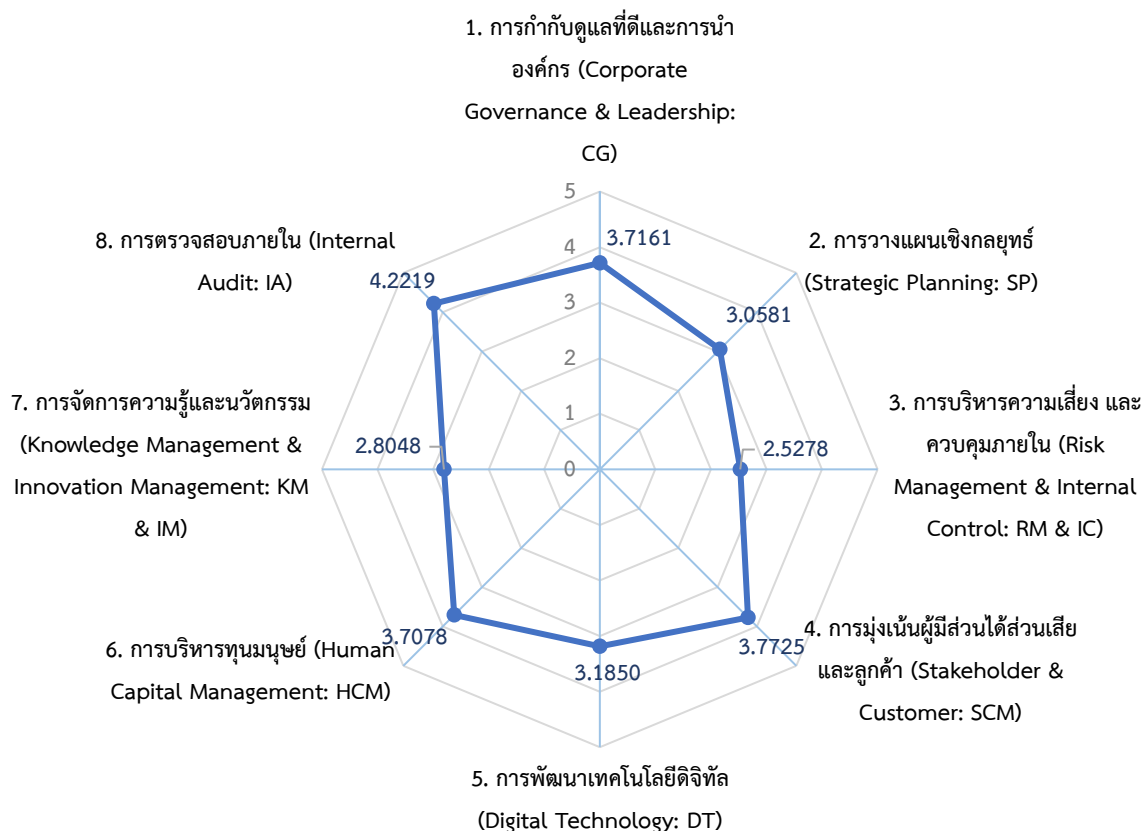 1. การกำกับดูแลที่ดีและการนำ
องค์กร (Corporate
Governance & Leadership:
CG)
5
4
3
2
1
0
3.7161
2. การวางแผนเชิงกลยุทธ์
(Strategic Planning: SP)
3.0581
3. การบริหารความเสี่ยง และ
ควบคุมภายใน (Risk
Management & Internal
Control: RM & IC)
2.5278
4. การมุ่งเน้นผู้มีส่วนได้ส่วนเสีย
และลูกค้า (Stakeholder &
Customer: SCM)
3.7725
3.1850
5. การพัฒนาเทคโนโลยีดิจิทัล
(Digital Technology: DT)
6. การบริหารทุนมนุษย์ (Human
Capital Management: HCM)
3.7078
7. การจัดการความรู้และนวัตกรรม
(Knowledge Management &
Innovation Management: KM
& IM)
2.8048
8. การตรวจสอบภายใน (Internal
Audit: IA)
4.2219